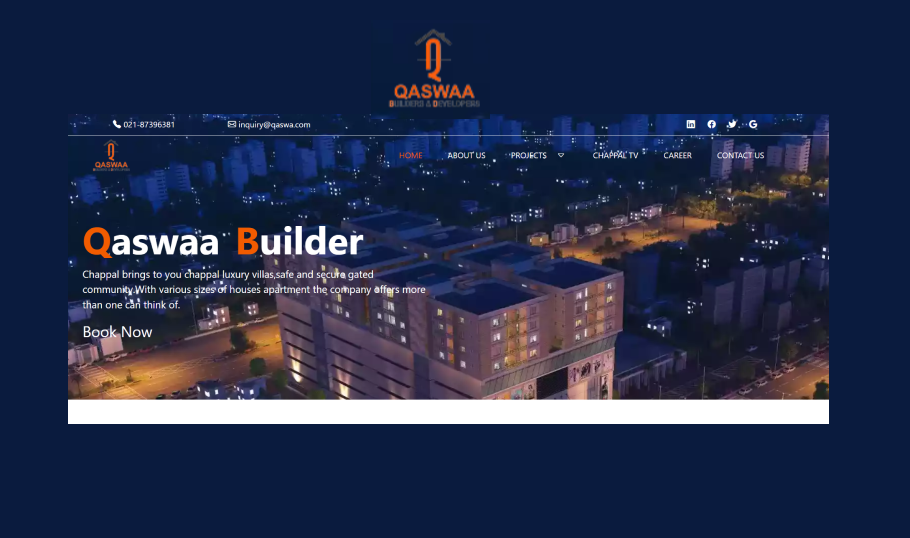 QASWAA
BUILDERS & DEVELOPERS
021-87396381 inquiry@qaswa.com
QASWAA
BUILDERS & DEVELOPERS
HOME ABOUT US PROJECTS CHAPPAL TV CAREER CONTACT US
Qaswaa Builder
Chappal brings to you chappal luxury villas,safe and secure gated
community.With various sizes of houses apartment the company offers more
than one can think of.
Book Now